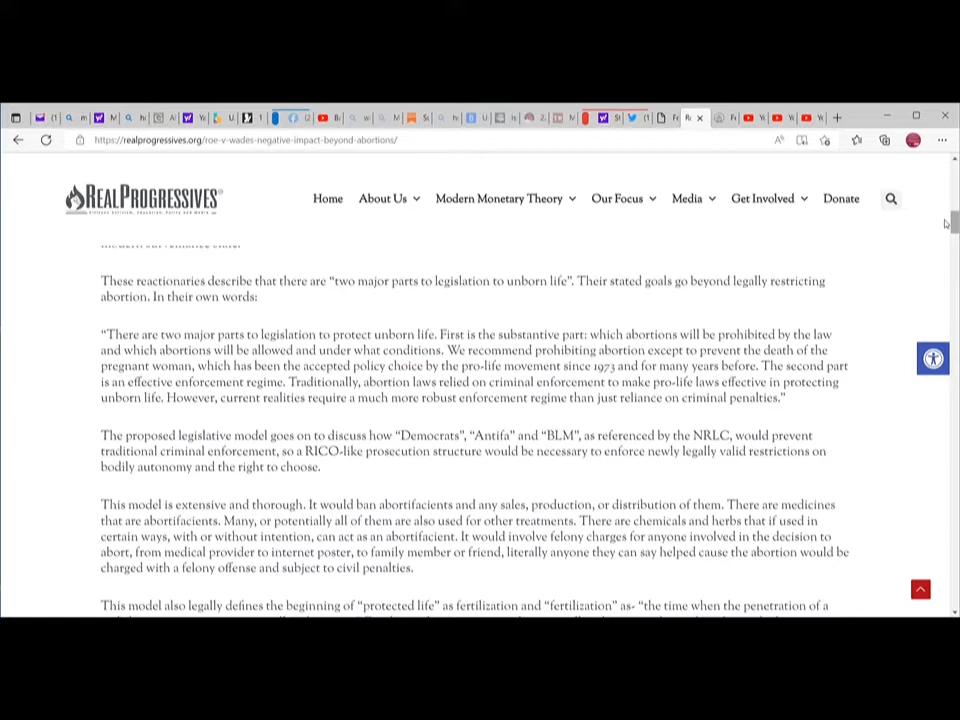 https://realprogressives.org/roe-v-wades-negative-impact-beyond-abortions/
REALPROGRESSIVES
Home About Us Modern Monetary Theory Our Focus Media Get Involved Donate
These reactionaries describe that there are “two major parts to legislation to unborn life”. Their stated goals go beyond legally restricting
abortion. In their own words:
“There are two major parts to legislation to protect unborn life. First is the substantive part: which abortions will be prohibited by the law
and which abortions will be allowed and under what conditions. We recommend prohibiting abortion except to prevent the death of the
pregnant woman, which has been the accepted policy choice by the pro-life movement since 1973 and for many years before. The second part
is an effective enforcement regime. Traditionally, abortion laws relied on criminal enforcement to make pro-life laws effective in protecting
unborn life. However, current realities require a much more robust enforcement regime than just reliance on criminal penalties.”
The proposed legislative model goes on to discuss how “Democrats”, “Antifa” and “BLM”, as referenced by the NRLC, would prevent
traditional criminal enforcement, so a RICO-like prosecution structure would be necessary to enforce newly legally valid restrictions on
bodily autonomy and the right to choose.
This model is extensive and thorough. It would ban abortifacients and any sales, production, or distribution of them. There are medicines
that are abortifacients. Many, or potentially all of them are also used for other treatments. There are chemicals and herbs that if used in
certain ways, with or without intention, can act as an abortifacient. It would involve felony charges for anyone involved in the decision to
abort, from medical provider to internet poster, to family member or friend, literally anyone they can say helped cause the abortion would be
charged with a felony offense and subject to civil penalties.
This model also legally defines the beginning of “protected life” as fertilization and “fertilization” as- “the time when the penetration of a